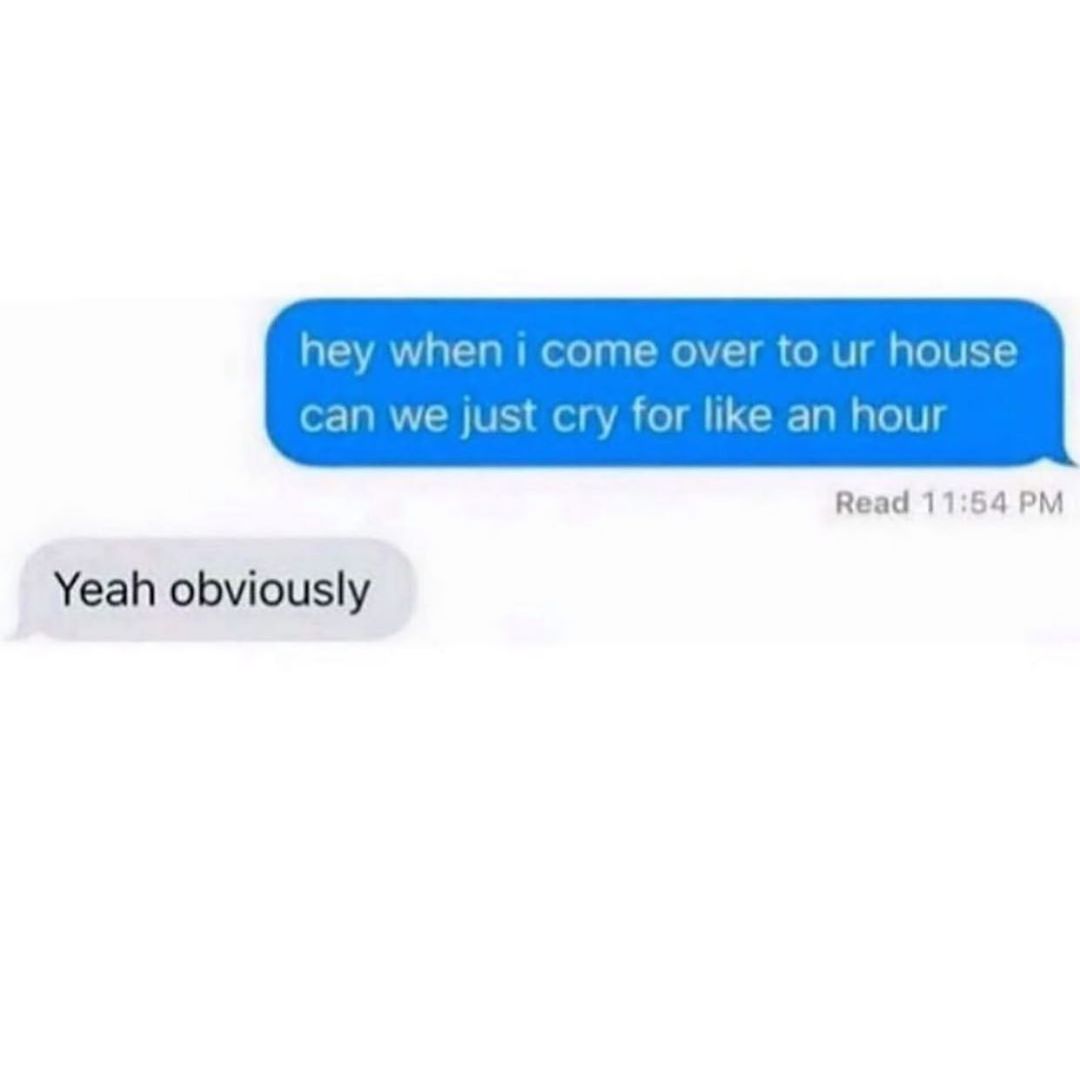 hey when i come over to ur house
can we just cry for like an hour
Read 11:54 PM
Yeah obviously